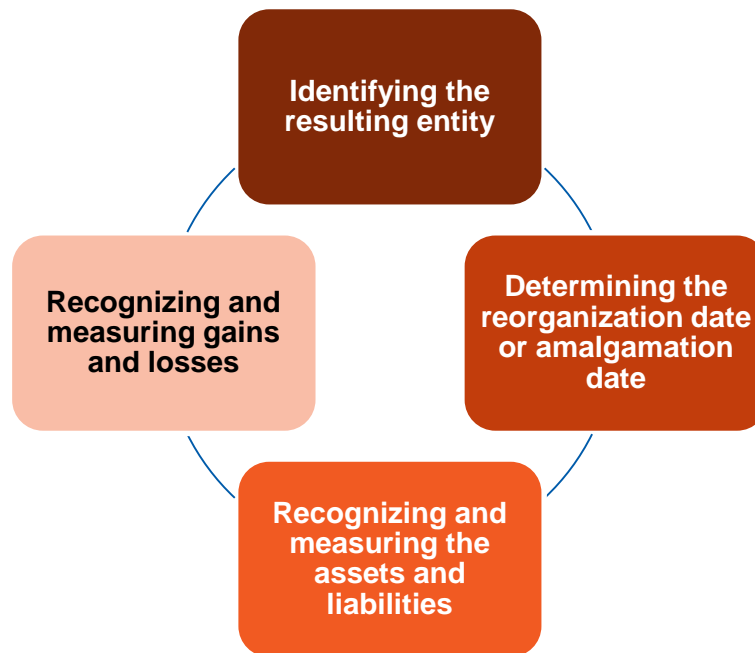 Identifying the
resulting entity
Determining the
reorganization date
or amalgamation
date
Recognizing and
measuring the
assets and
liabilities
Recognizing and
measuring gains
and losses